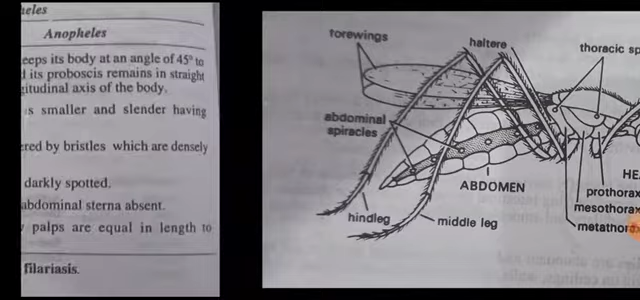 eles
Anopheles
eeps its body at an angle of 45° to
l its proboscis remains in straight
gitudinal axis of the body.
s smaller and slender having
ered by bristles which are densely
darkly spotted.
abdominal sterna absent.
palps are equal in length to
filariasis.
forewings
haltere
thoracic sp
abdominal
spiracles
ABDOMEN
HEA
prothorax
mesothorax
metathorax
hindleg
middle leg